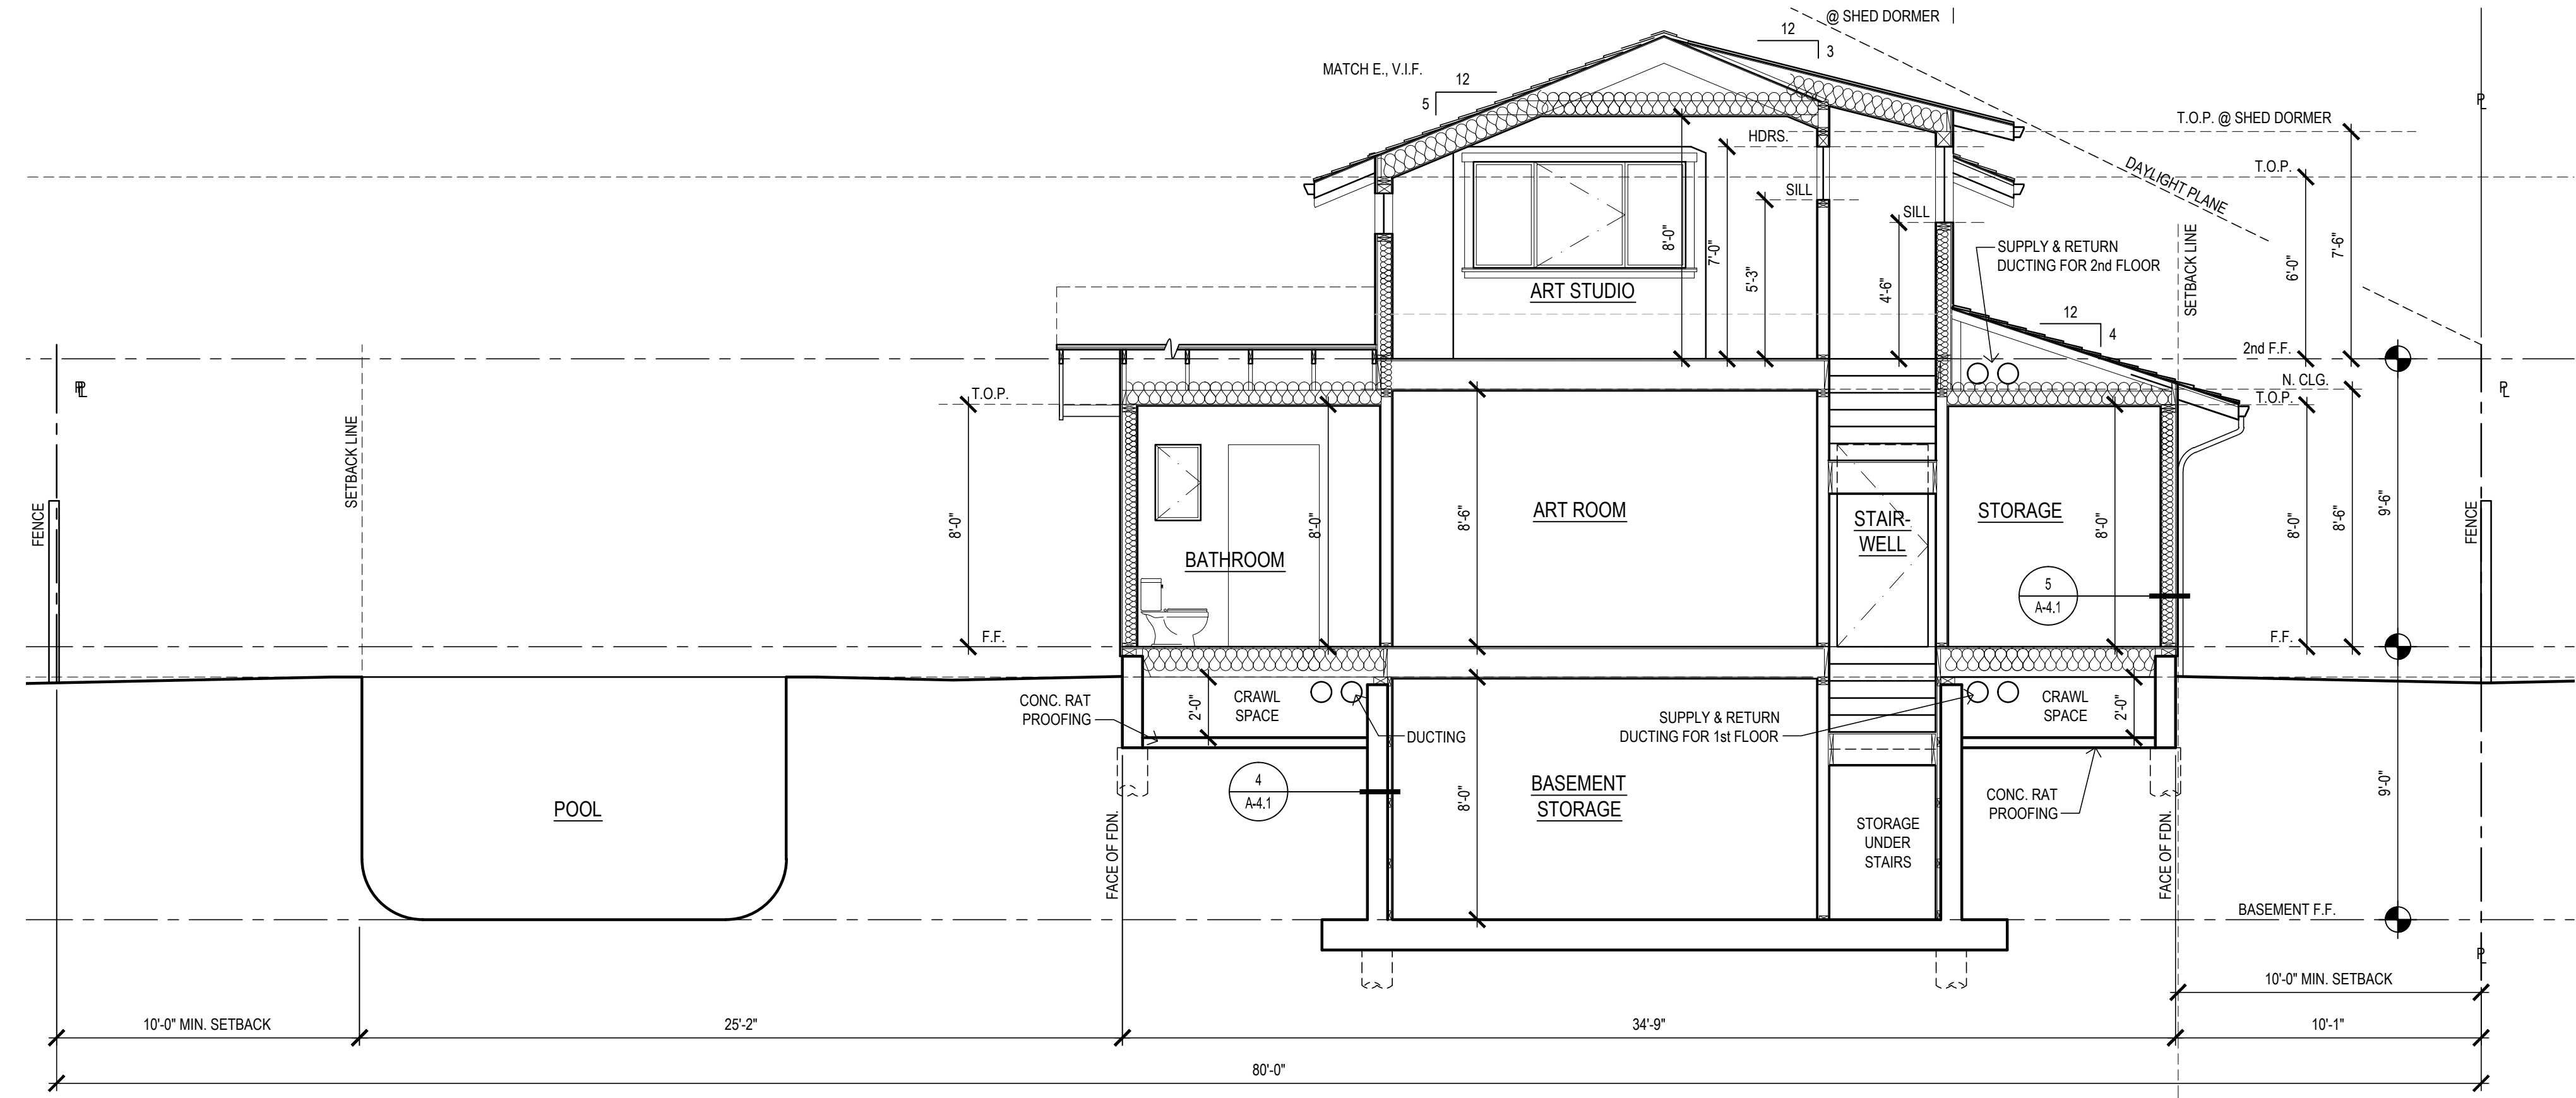 @ SHED DORMER
12
3
MATCH E., V.I.F.
12
5
PL
T.O.P. @ SHED DORMER
HDRS.
DAYLIGHT PLANE
T.O.P.
SILL
SILL
8'-0"
7'-0"
5'-3"
4'-6"
SUPPLY & RETURN
DUCTING FOR 2nd FLOOR
SETBACK LINE
6'-0"
7'-6"
ART STUDIO
12
4
2nd F.F.
N. CLG.
T.O.P.
PL
PL
T.O.P.
SETBACK LINE
FENCE
8'-0"
8'-0"
8'-6"
ART ROOM
STAIR-
WELL
STORAGE
8'-0"
8'-0"
8'-6"
9'-6"
FENCE
BATHROOM
5
A-4.1
F.F.
F.F.
CONC. RAT
PROOFING
2'-0"
CRAWL
SPACE
DUCTING
SUPPLY & RETURN
DUCTING FOR 1st FLOOR
CRAWL
SPACE
2'-0"
POOL
4
A-4.1
8'-0"
BASEMENT
STORAGE
STORAGE
UNDER
STAIRS
CONC. RAT
PROOFING
9'-0"
FACE OF FDN.
FACE OF FDN.
BASEMENT F.F.
PL
10'-0" MIN. SETBACK
10'-0" MIN. SETBACK
25'-2"
34'-9"
10'-1"
80'-0"